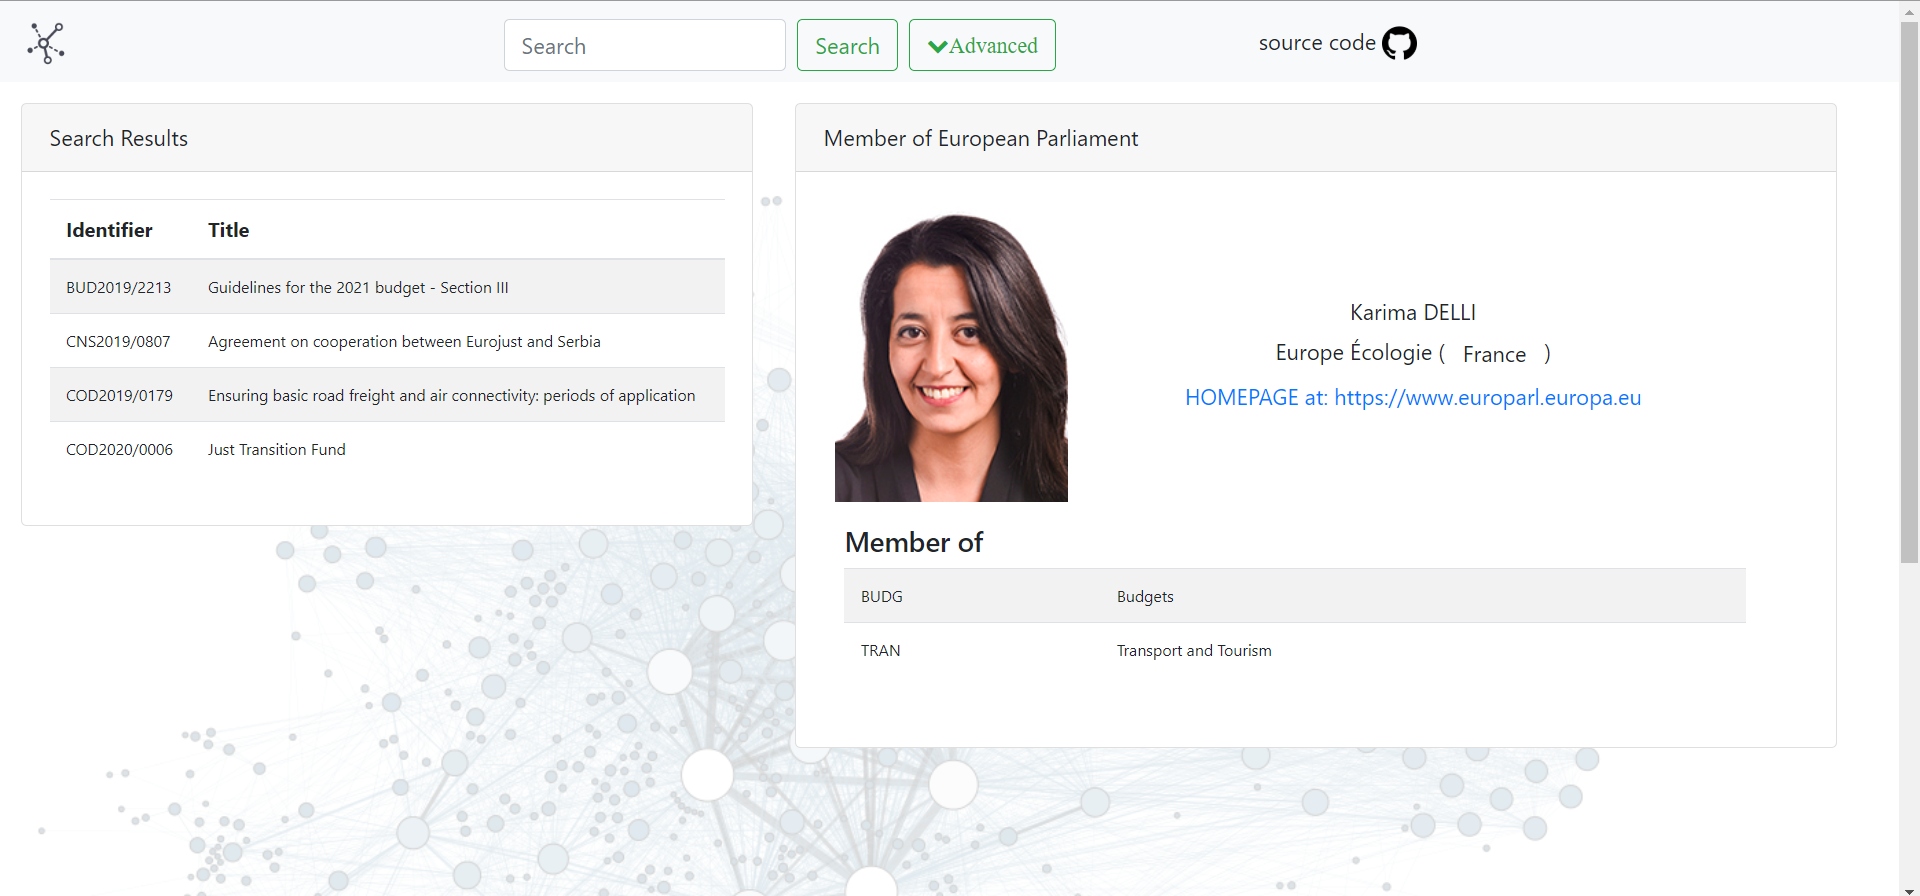 Search
Search
Advanced
source code
Search Results
Identifier Title
BUD2019/2213 Guidelines for the 2021 budget - Section III
CNS2019/0807 Agreement on cooperation between Eurojust and Serbia
COD2019/0179 Ensuring basic road freight and air connectivity: periods of application
COD2020/0006 Just Transition Fund
Member of European Parliament
Karima DELLI
Europe Écologie ( France )
HOMEPAGE at: https://www.europarl.europa.eu
Member of
BUDG Budgets
TRAN Transport and Tourism